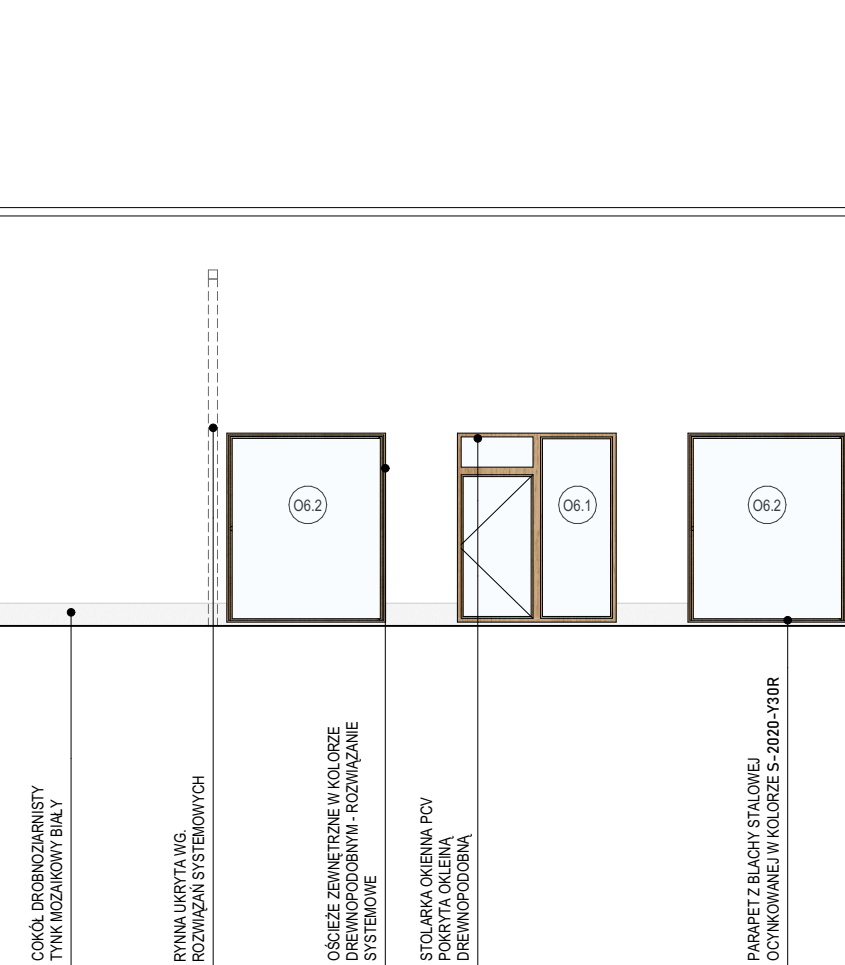 O6.2
O6.1
O6.2
COKÓŁ DROBNOZIARNISTY
TYNK MOZAIKOWY BIAŁY
RYNNA UKRYTA WG.
ROZWIĄZAŃ SYSTEMOWYCH
OŚCIEŻE ZEWNĘTRZNE W KOLORZE
DREWNOPODOBNYM - ROZWIĄZANIE
SYSTEMOWE
STOLARKA OKIENNA PCV
POKRYTA OKLEINĄ
DREWNOPODOBNĄ
PARAPET Z BLACHY STALOWEJ
OCYNKOWANEJ W KOLORZE S-2020-Y30R